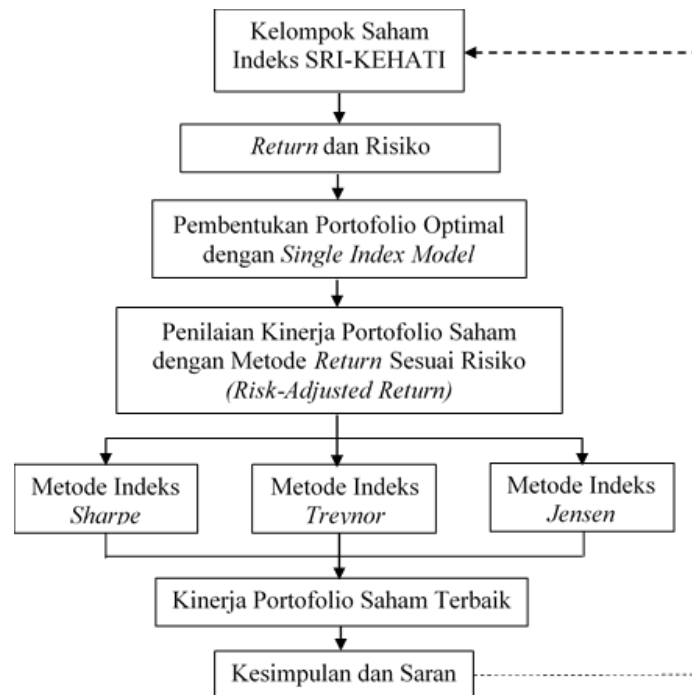 Kelompok Saham
Indeks SRI-KEHATI
Return dan Risiko
Pembentukan Portofolio Optimal
dengan Single Index Model
Penilaian Kinerja Portofolio Saham
dengan Metode Return Sesuai Risiko
(Risk-Adjusted Return)
Metode Indeks
Sharpe
Metode Indeks
Treynor
Metode Indeks
Jensen
Kinerja Portofolio Saham Terbaik
Kesimpulan dan Saran